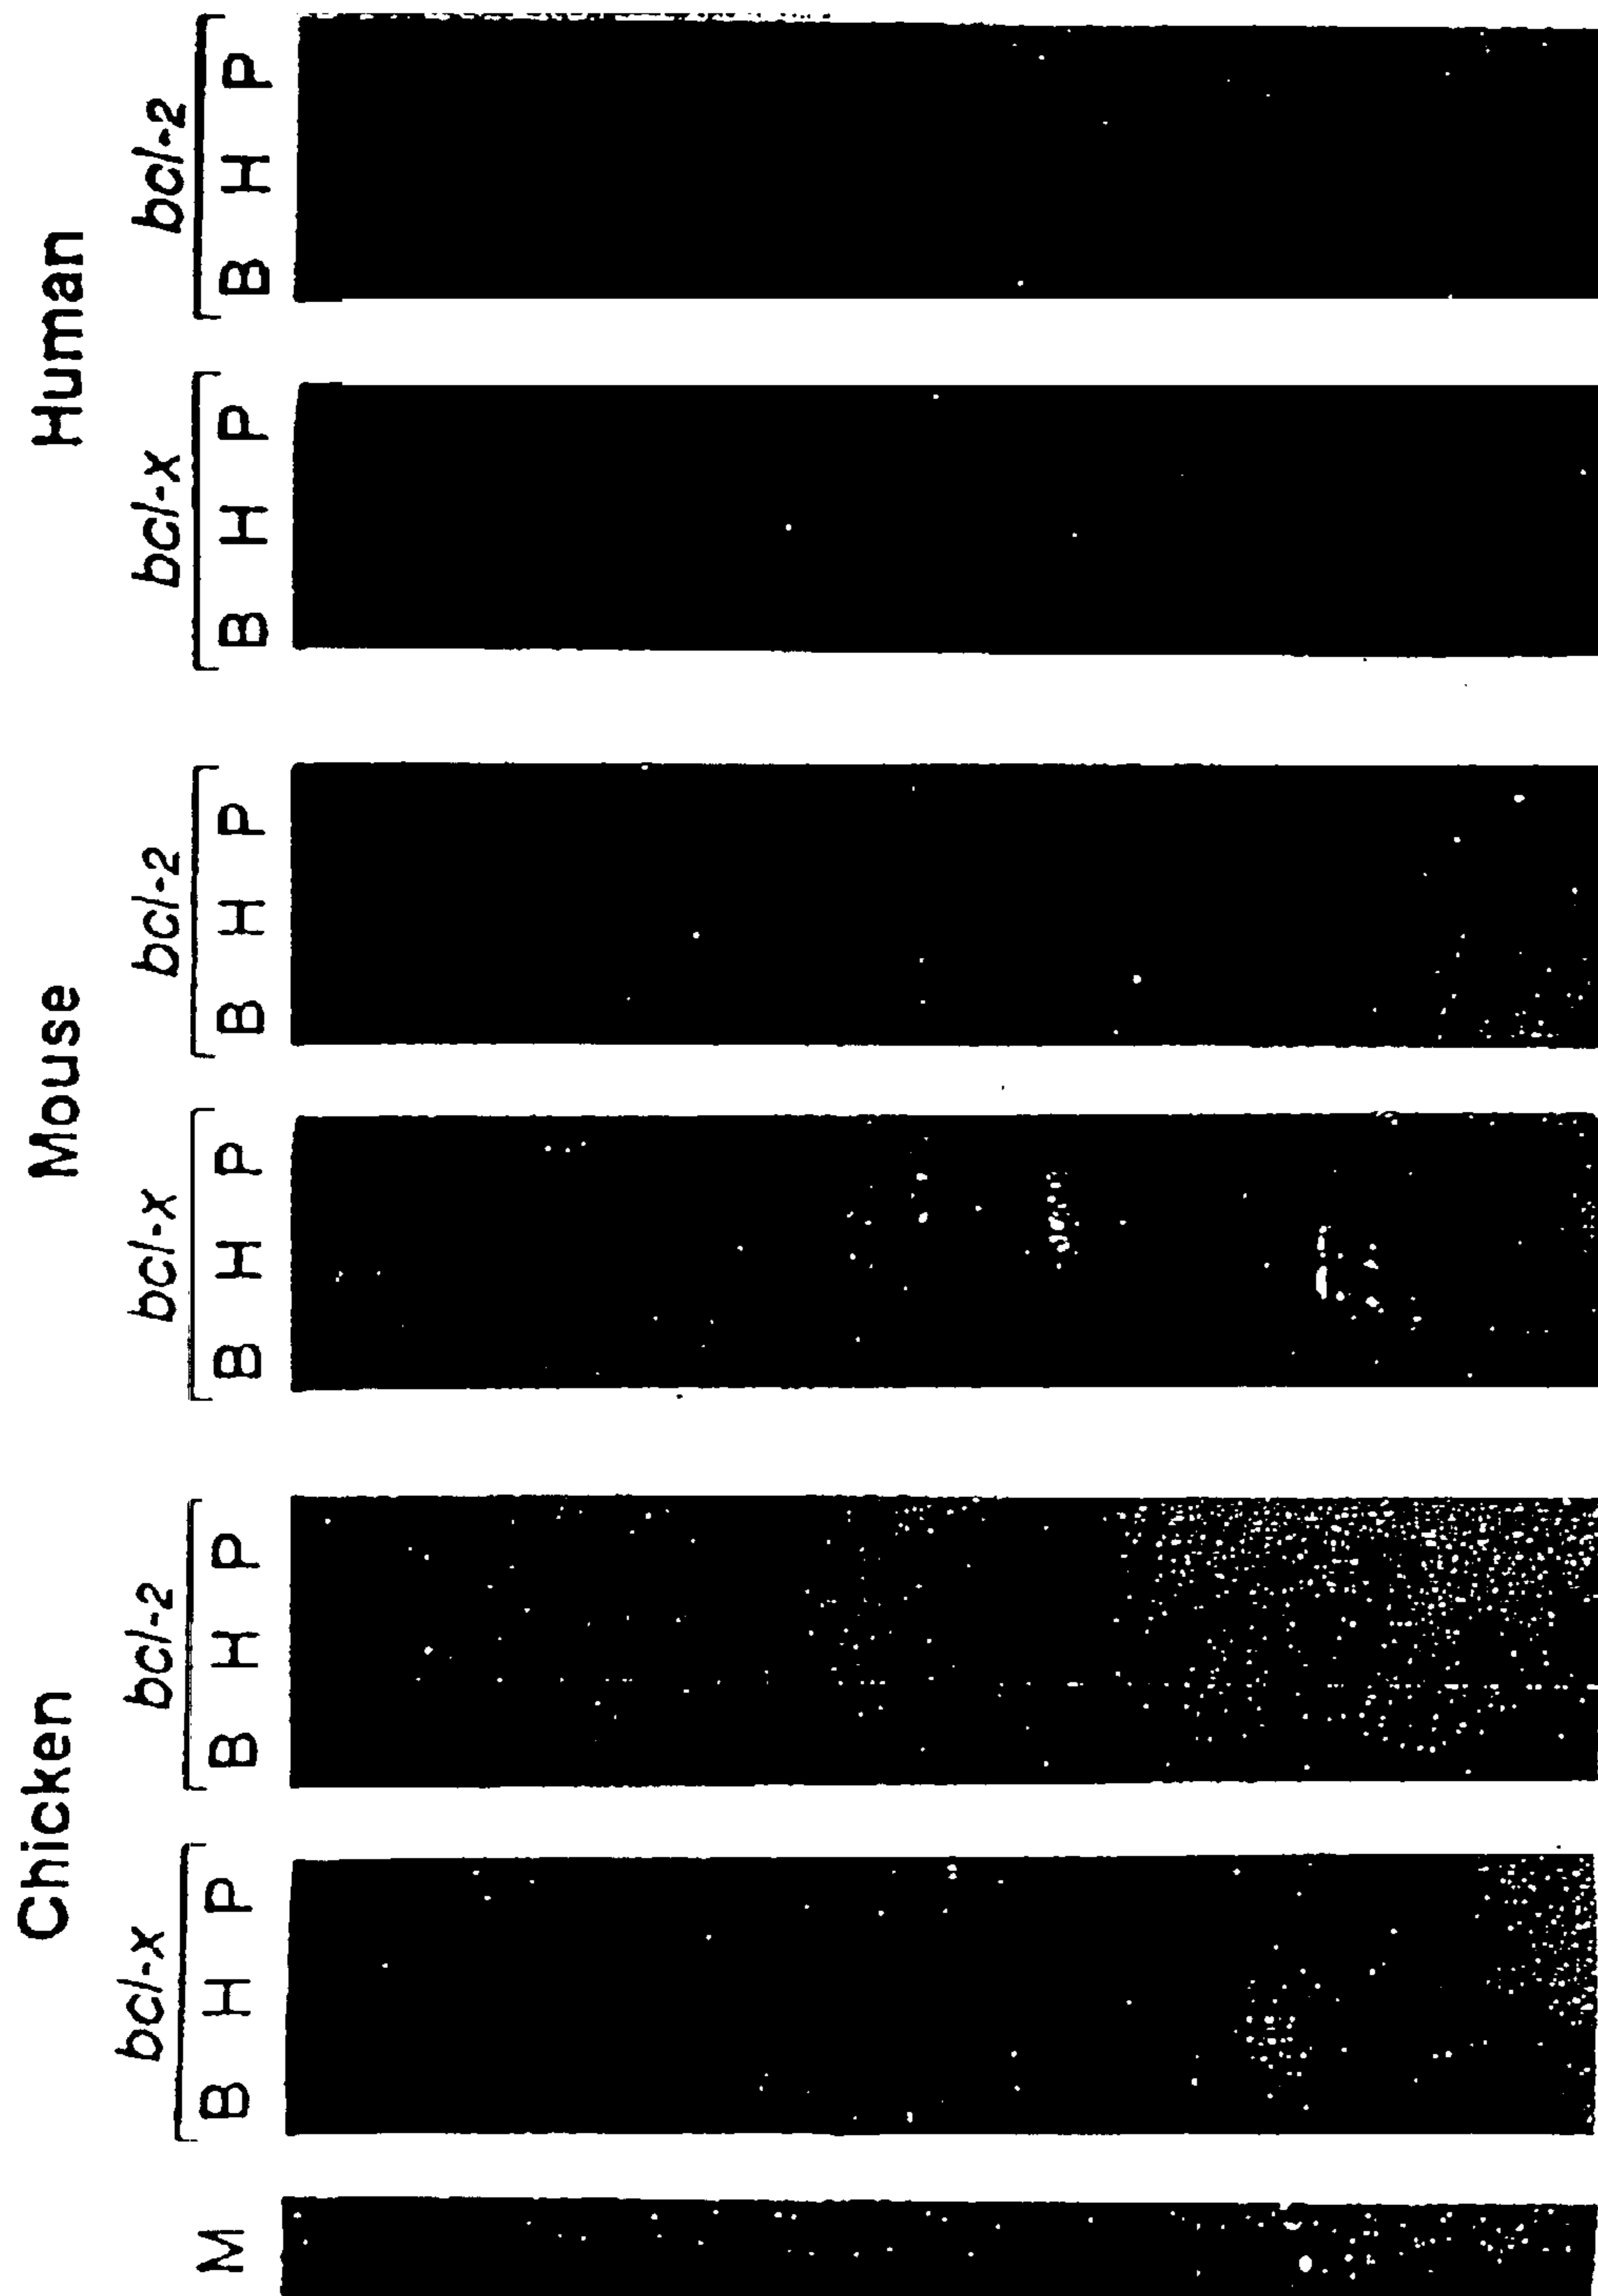 Chicken Mouse Human
bcl-x bcl-2 bcl-x bcl-2 bcl-x bcl-2
M B H P B H P B H P B H P B H P B H P